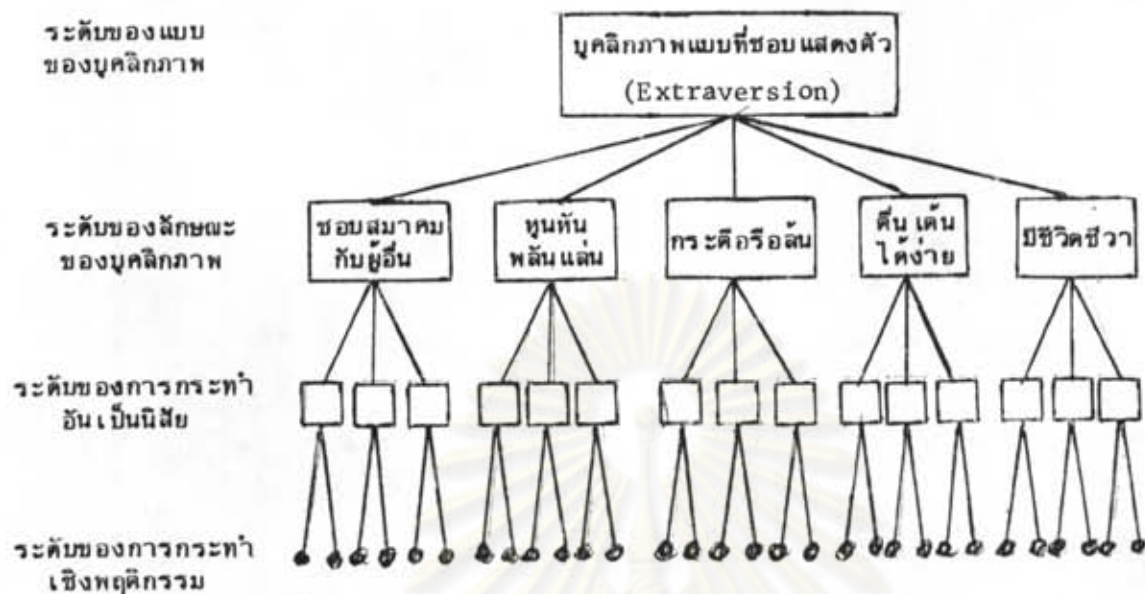 ระดับของแบบ
ของบุคลิกภาพ
บุคลิกภาพแบบที่ชอบแสดงตัว
(Extraversion)
ระดับของลักษณะ
ของบุคลิกภาพ
ชอบสมาคม
กับผู้อื่น
หุนหัน
พลันแล่น
กระตือรือล้น
ตื่นเต้น
ได้ง่าย
มีชีวิตชีวา
ระดับของการกระทำ
อันเป็นนิสัย
ระดับของการกระทำ
เชิงพฤติกรรม